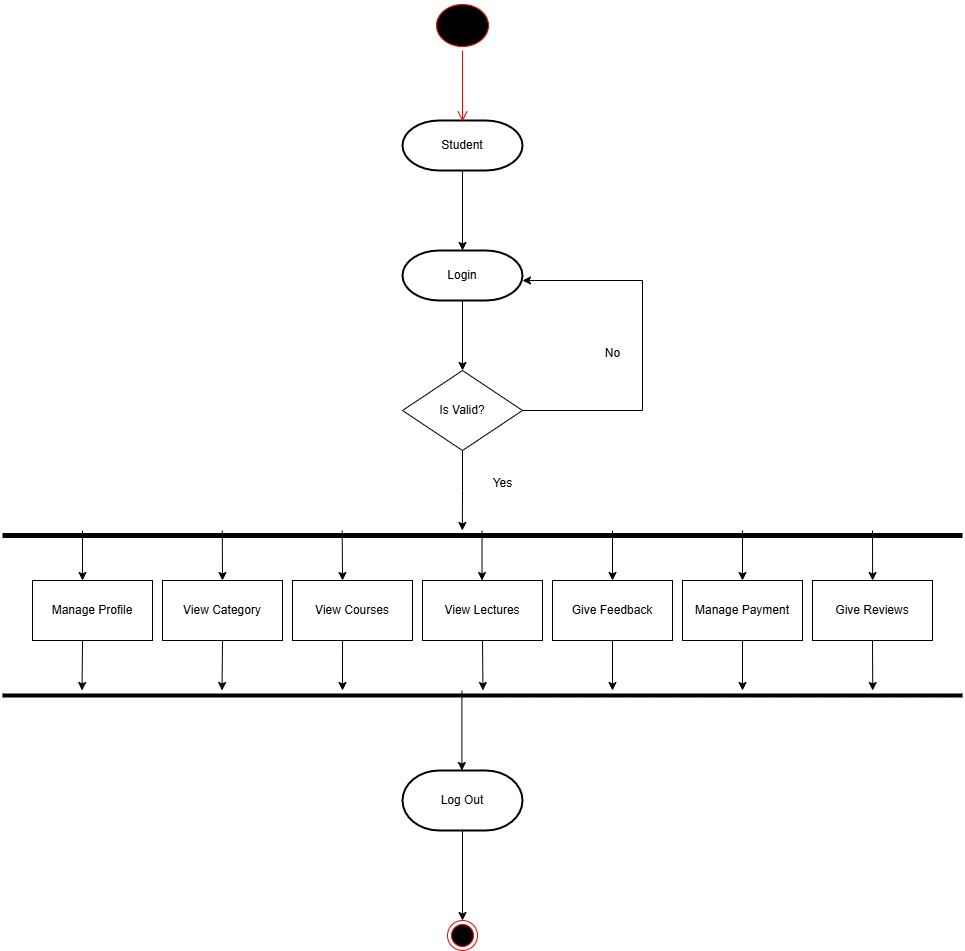 Student
Login
No
Is Valid?
Yes
Manage Profile
View Category
View Courses
View Lectures
Give Feedback
Manage Payment
Give Reviews
Log Out